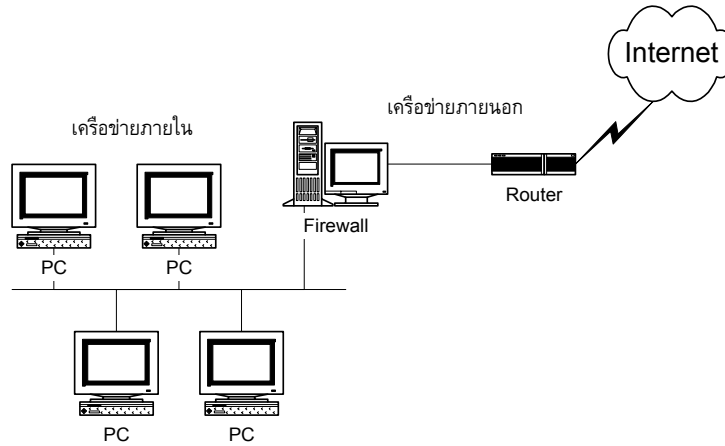 Internet
เครือข่ายภายนอก
เครือข่ายภายใน
Router
Firewall
PC
PC
PC
PC